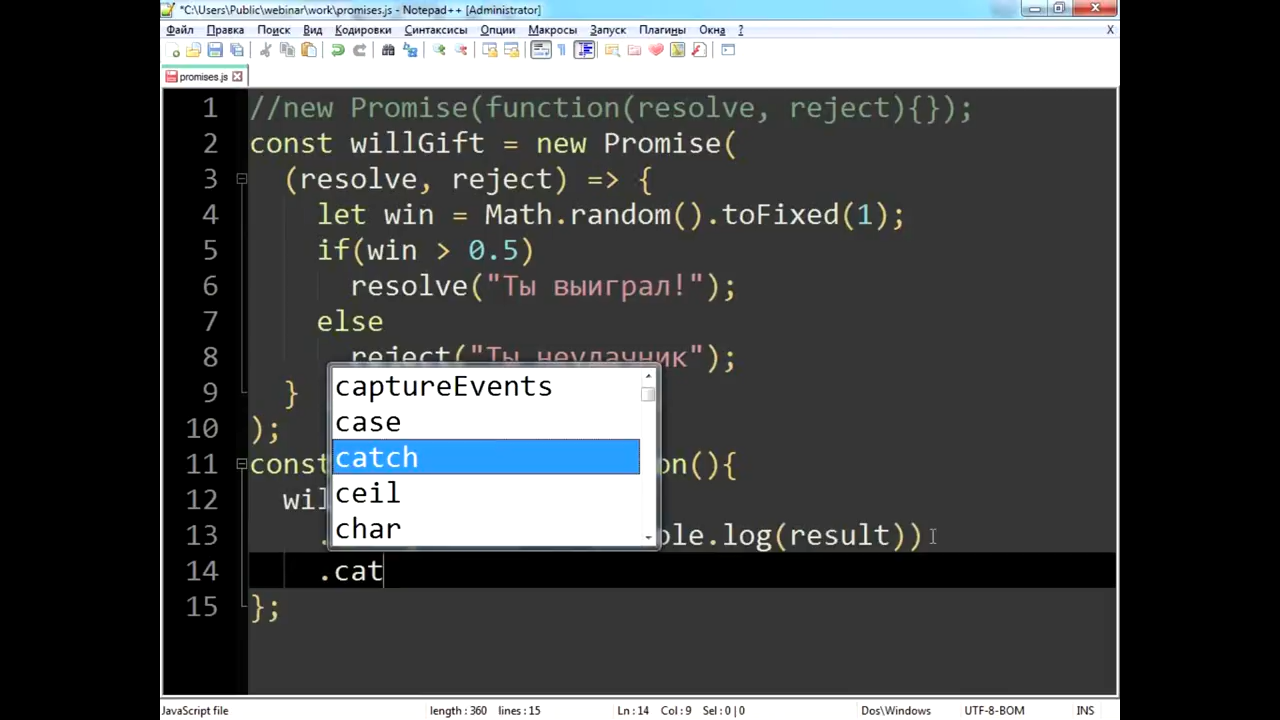 *C:\Users\Public\webinar\work\promises.js - Notepad++ [Administrator]
Файл Правка Поиск Вид Кодировки Синтаксисы Опции Макросы Запуск Плагины Окна ? X
promises.js
1 //new Promise(function(resolve, reject){});
2 const willGift = new Promise(
3 (resolve, reject) => {
4 let win = Math.random().toFixed(1);
5 if(win > 0.5)
6 resolve("Ты выиграл!");
7 else
8 reject("Ты неудачник");
9 }
10 );
11 const on(){
12 wil
13 . ole.log(result))
14 .cat
15 };
captureEvents
case
catch
ceil
char
JavaScript file length : 360 lines : 15 Ln : 14 Col : 9 Sel : 0 | 0 Dos\Windows UTF-8-BOM INS